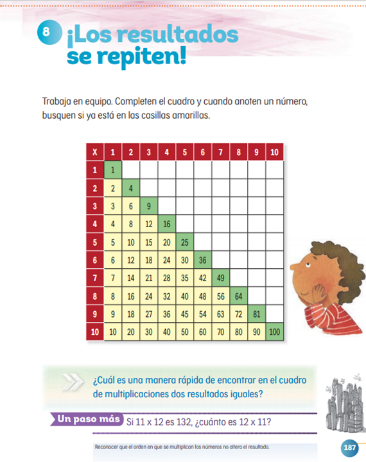 8 ¡Los resultados
se repiten!
Trabaja en equipo. Completen el cuadro y cuando anoten un número,
busquen si ya está en las casillas amarillas.
X 1 2 3 4 5 6 7 8 9 10
1 1
2 2 4
3 3 6 9
4 4 8 12 16
5 5 10 15 20 25
6 6 12 18 24 30 36
7 7 14 21 28 35 42 49
8 8 16 24 32 40 48 56 64
9 9 18 27 36 45 54 63 72 81
10 10 20 30 40 50 60 70 80 90 100
¿Cuál es una manera rápida de encontrar en el cuadro
de multiplicaciones dos resultados iguales?
Un paso más Si 11 x 12 es 132, ¿cuánto es 12 x 11?
Reconocer que el orden en que se multiplican los números no altera el resultado.
187